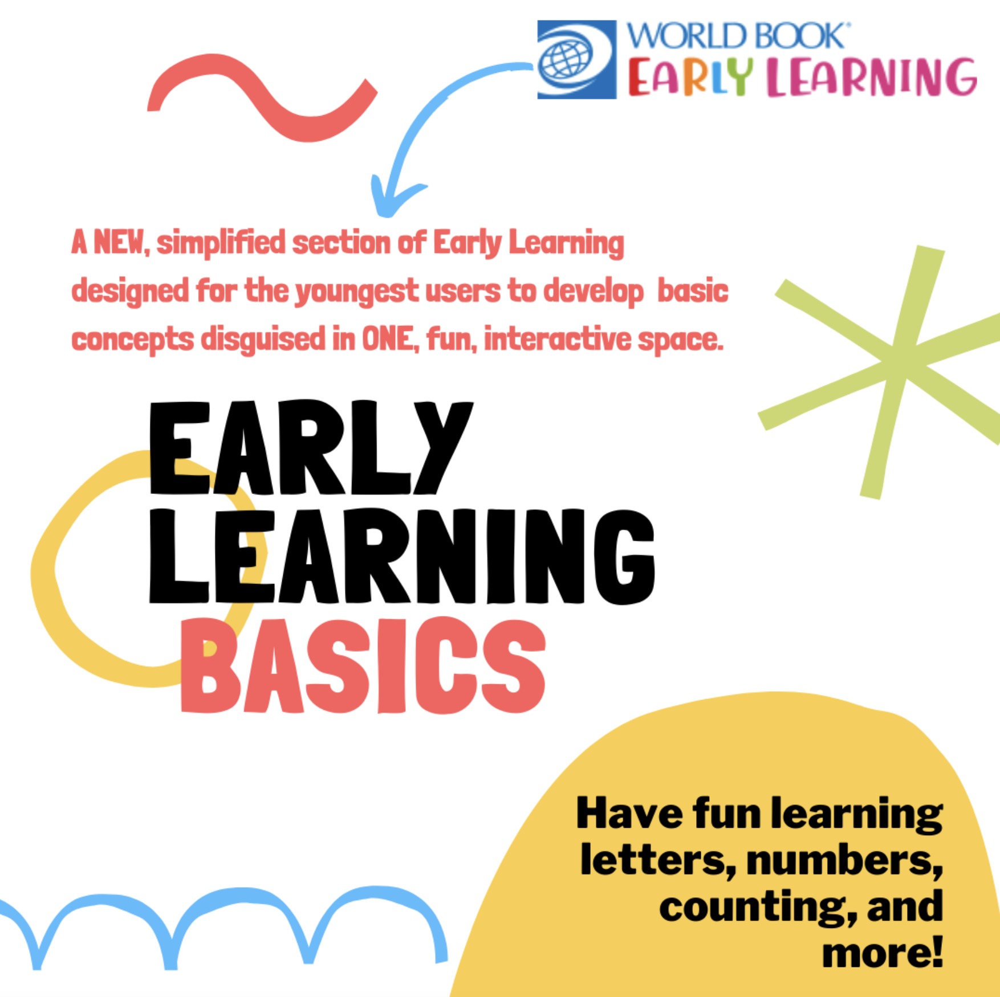 WORLD BOOK®
EARLY LEARNING
A NEW, simplified section of Early Learning
designed for the youngest users to develop basic
concepts disguised in ONE, fun, interactive space.
EARLY
LEARNING
BASICS
Have fun learning
letters, numbers,
counting, and
more!